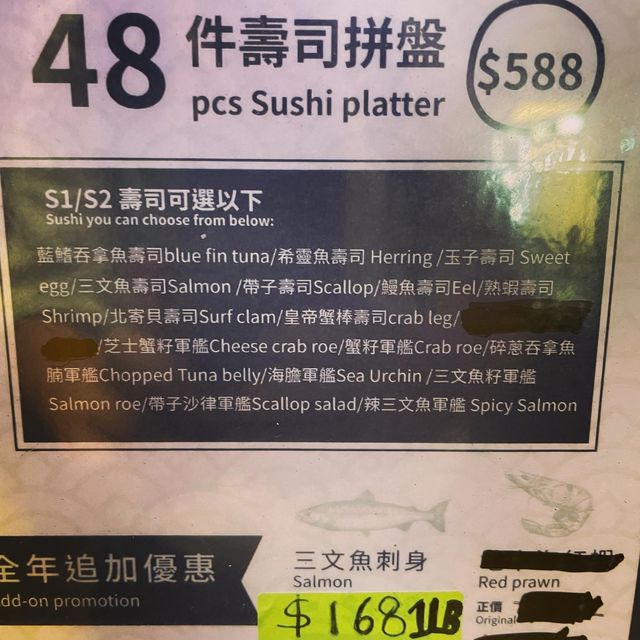 48 件壽司拼盤
pcs Sushi platter
$588
S1/S2 壽司可選以下
Sushi you can choose from below:
藍鰭吞拿魚壽司blue fin tuna/希靈魚壽司 Herring /玉子壽司 Sweet
egg/三文魚壽司Salmon /帶子壽司Scallop/鰻魚壽司Eel/熟蝦壽司
Shrimp/北寄貝壽司Surf clam/皇帝蟹棒壽司crab leg/
/芝士蟹籽軍艦Cheese crab roe/蟹籽軍艦Crab roe/碎蔥吞拿魚
腩軍艦Chopped Tuna belly/海膽軍艦Sea Urchin /三文魚籽軍艦
Salmon roe/帶子沙律軍艦Scallop salad/辣三文魚軍艦 Spicy Salmon
全年追加優惠
dd-on promotion
三文魚刺身
Salmon
$168 1LB
Red prawn
正價
Original